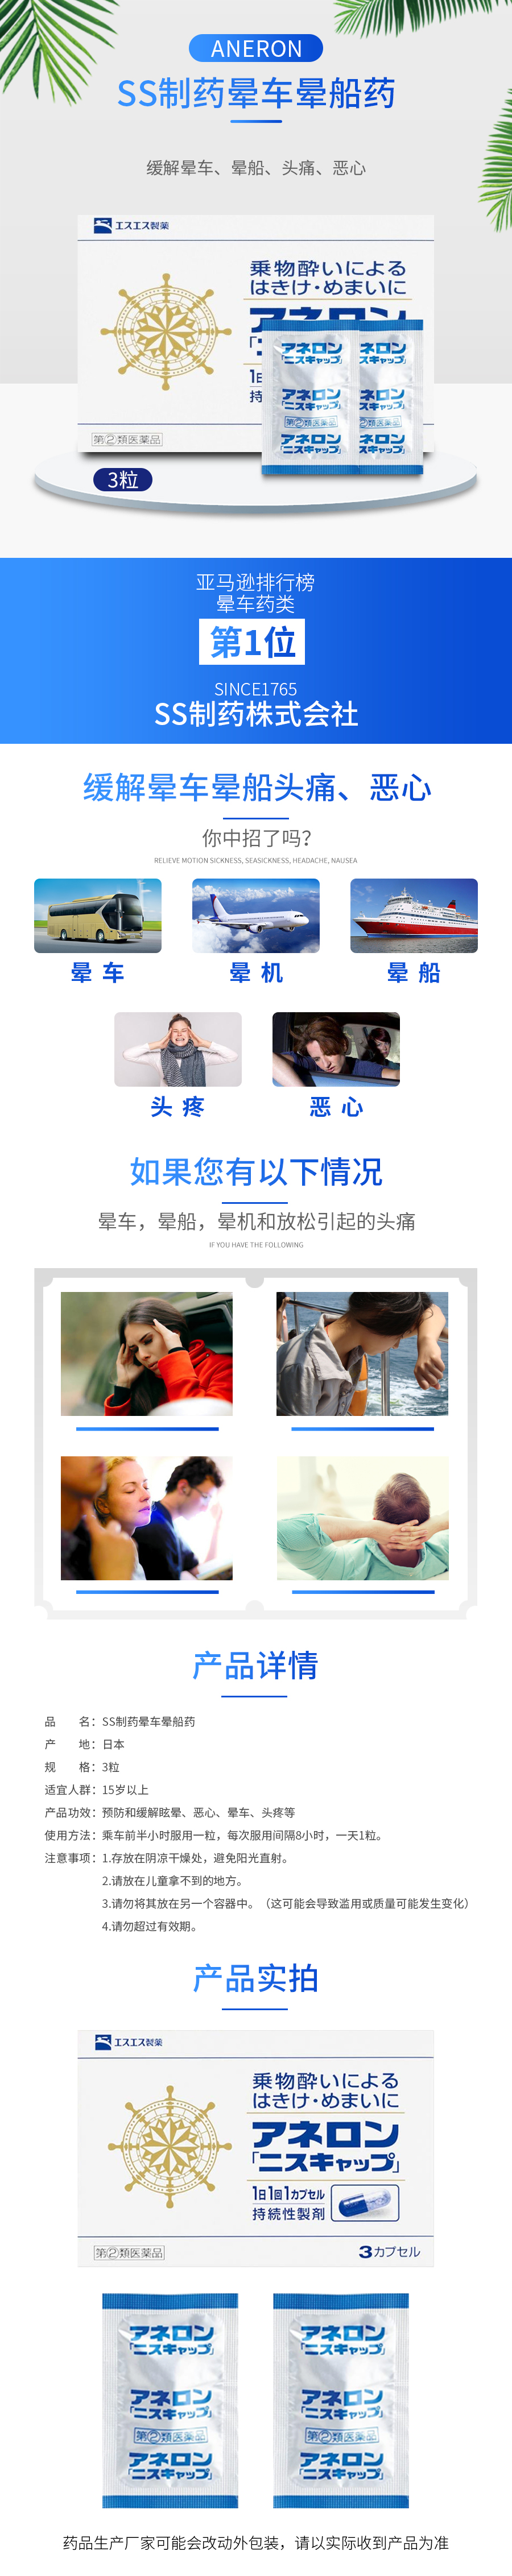 ANERON
SS制药晕车晕船药
缓解晕车、晕船、头痛、恶心
エスエス製薬
乗物酔いによる
はきけ・めまいに
アネロン
「ニ
1日
持
アネロン
「ニスキャップ」
アネロン
「ニスキャップ」
第②類医薬品
アネロン
「ニスキャップ」
アネロン
ニスキャップ」
アネロン
ニスキャップ」
②類医薬品
アネロン
ニスキャップ」
第②類医薬品
3粒
亚马逊排行榜
晕车药类
第1位
SINCE1765
SS制药株式会社
缓解晕车晕船头痛、恶心
你中招了吗?
RELIEVE MOTION SICKNESS, SEASICKNESS, HEADACHE, NAUSEA
晕车
晕机
晕船
头疼
恶心
如果您有以下情况
晕车，晕船，晕机和放松引起的头痛
IF YOU HAVE THE FOLLOWING
产品详情
品 名：SS制药晕车晕船药
产 地：日本
规 格：3粒
适宜人群：15岁以上
产品功效：预防和缓解眩晕、恶心、晕车、头疼等
使用方法：乘车前半小时服用一粒，每次服用间隔8小时，一天1粒。
注意事项：1.存放在阴凉干燥处，避免阳光直射。
2.请放在儿童拿不到的地方。
3.请勿将其放在另一个容器中。（这可能会导致滥用或质量可能发生变化）
4.请勿超过有效期。
产品实拍
エスエス製薬
乗物酔いによる
はきけ・めまいに
アネロン
「ニスキャップ」
1日1回1カプセル
持続性製剤
第②類医薬品
3カプセル
アネロン
「ニスキャップ」
アネロン
「ニスキャップ」
第②類医薬品
アネロン
「ニスキャップ」
アネロン
「ニスキャップ」
アネロン
「ニスキャップ」
第②類医薬品
アネロン
「ニスキャップ」
药品生产厂家可能会改动外包装，请以实际收到产品为准